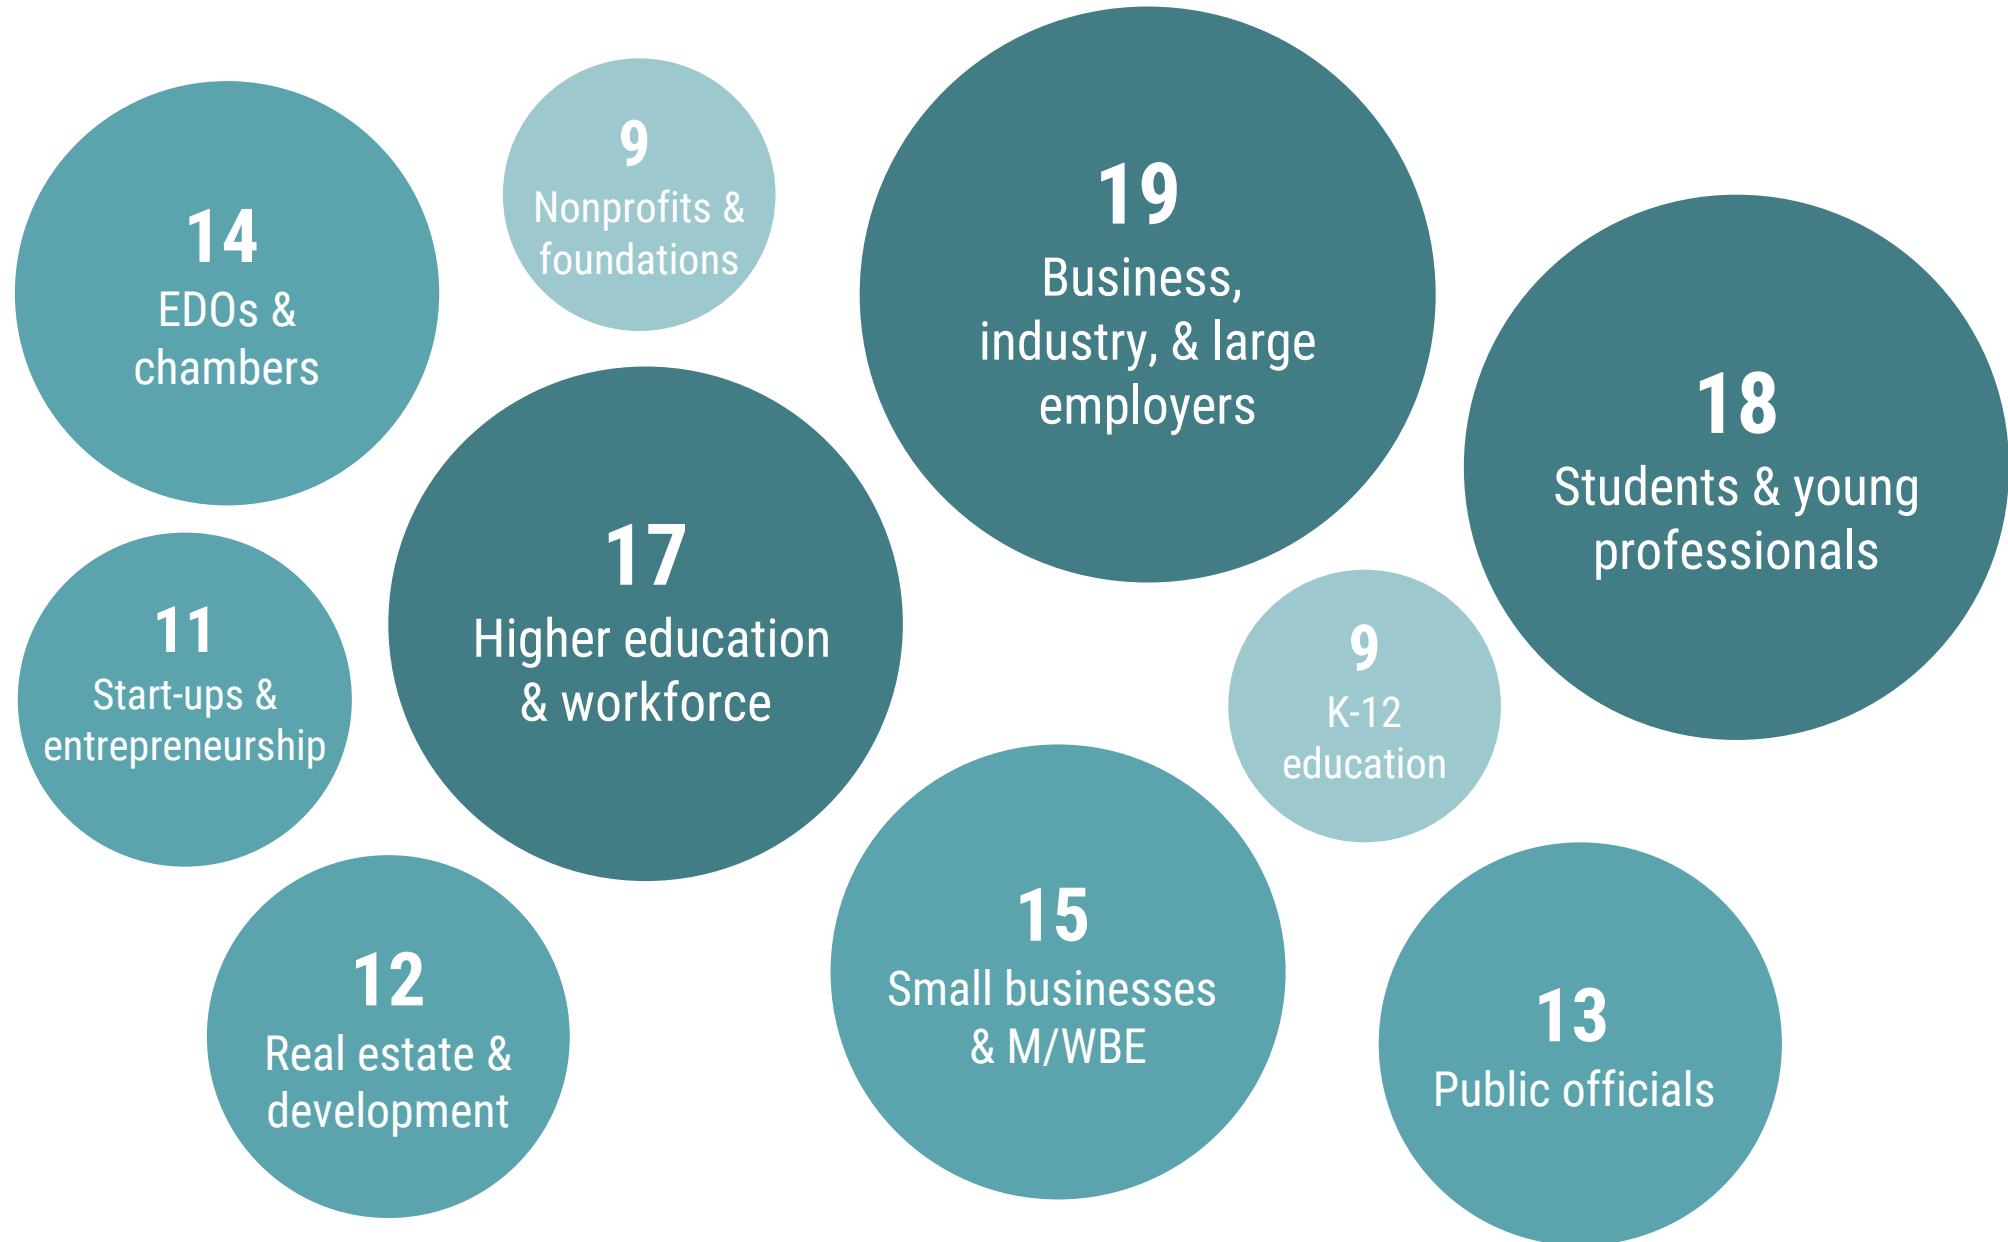 14
EDOs &
chambers
9
Nonprofits &
foundations
19
Business,
industry, & large
employers
18
Students & young
professionals
17
Higher education
& workforce
11
Start-ups &
entrepreneurship
9
K-12
education
12
Real estate &
development
15
Small businesses
& M/WBE
13
Public officials